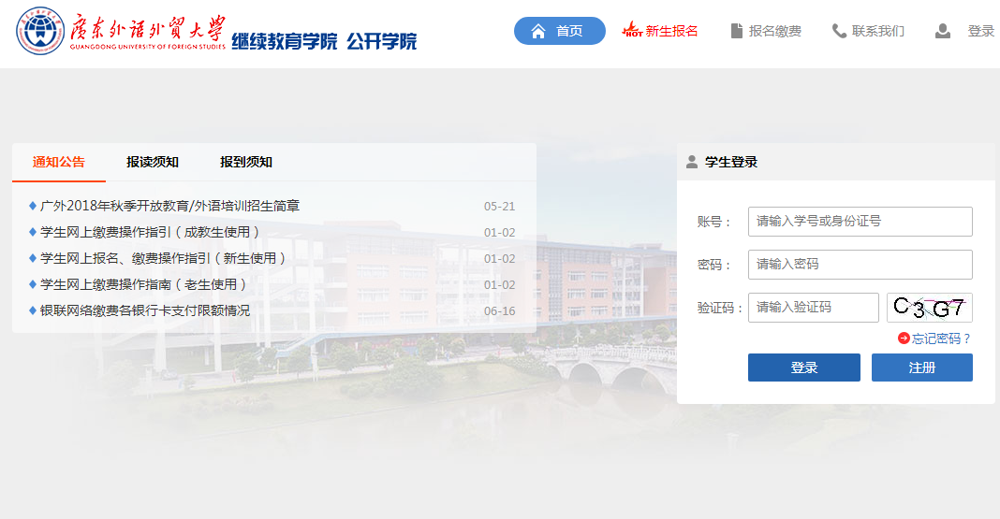 广东外语外贸大学
GUANGDONG UNIVERSITY OF FOREIGN STUDIES
继续教育学院 公开学院
首页
HOT 新生报名
报名缴费
联系我们
登录
通知公告 报读须知 报到须知
广外2018年秋季开放教育/外语培训招生简章 05-21
学生网上缴费操作指引（成教生使用） 01-02
学生网上报名、缴费操作指引（新生使用） 01-02
学生网上缴费操作指南（老生使用） 01-02
银联网络缴费各银行卡支付限额情况 06-16
学生登录
账号： 请输入学号或身份证号
密码： 请输入密码
验证码： 请输入验证码 C3G7
忘记密码？
登录 注册